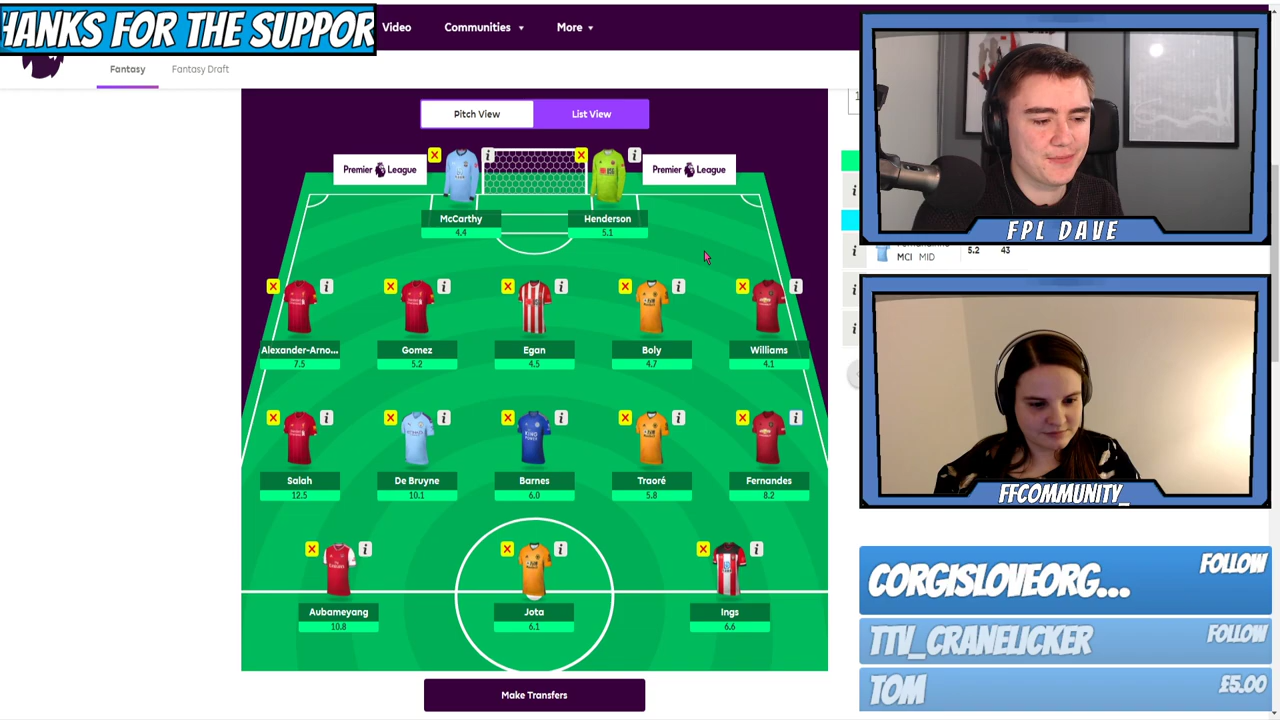 HANKS FOR THE SUPPOR
Video
Communities
More
Fantasy
Fantasy Draft
Pitch View
List View
Premier League
Premier League
McCarthy
4.4
Henderson
5.1
Alexander-Arno...
7.5
Gomez
5.2
Egan
4.5
Boly
4.7
Williams
4.1
Salah
12.5
De Bruyne
10.1
Barnes
6.0
Traoré
5.8
Fernandes
8.2
Aubameyang
10.8
Jota
6.1
Ings
6.6
Make Transfers
FPL DAVE
MCI MID
5.2
43
FFCOMMUNITY_
CORGISLOVEORG...
FOLLOW
TTV_CRANELICKER
FOLLOW
TOM
£5.00